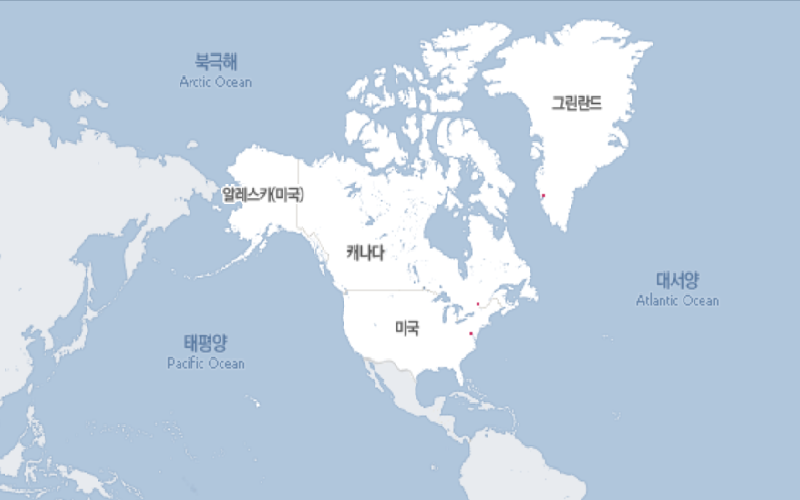 북극해
Arctic Ocean
그린란드
알래스카(미국)
캐나다
대서양
Atlantic Ocean
미국
태평양
Pacific Ocean